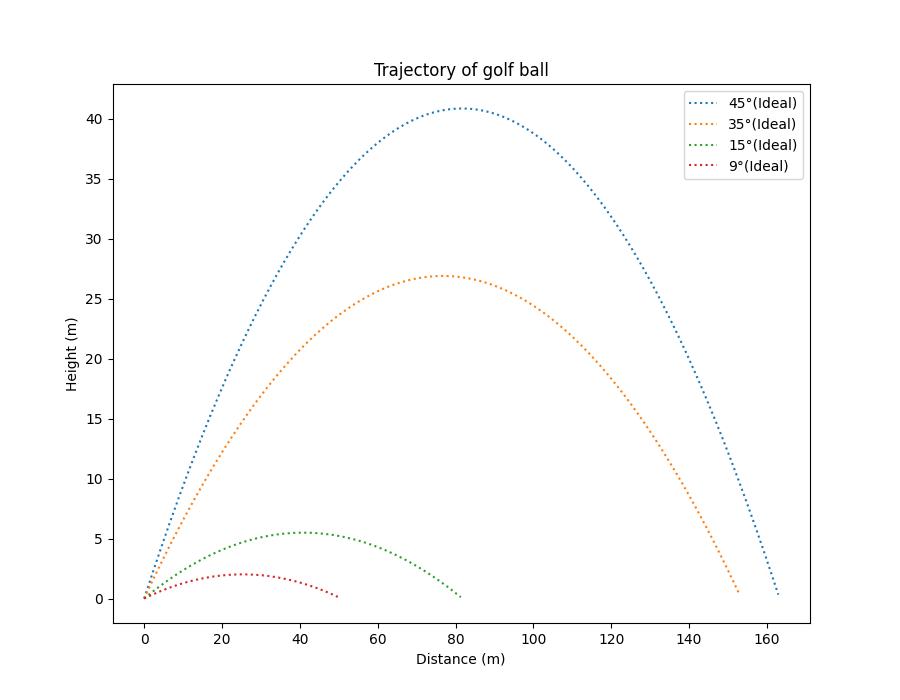 Trajectory of golf ball
45°(Ideal)
35°(Ideal)
15°(Ideal)
9°(Ideal)
Height (m)
40
35
30
25
20
15
10
5
0
0 20 40 60 80 100 120 140 160
Distance (m)